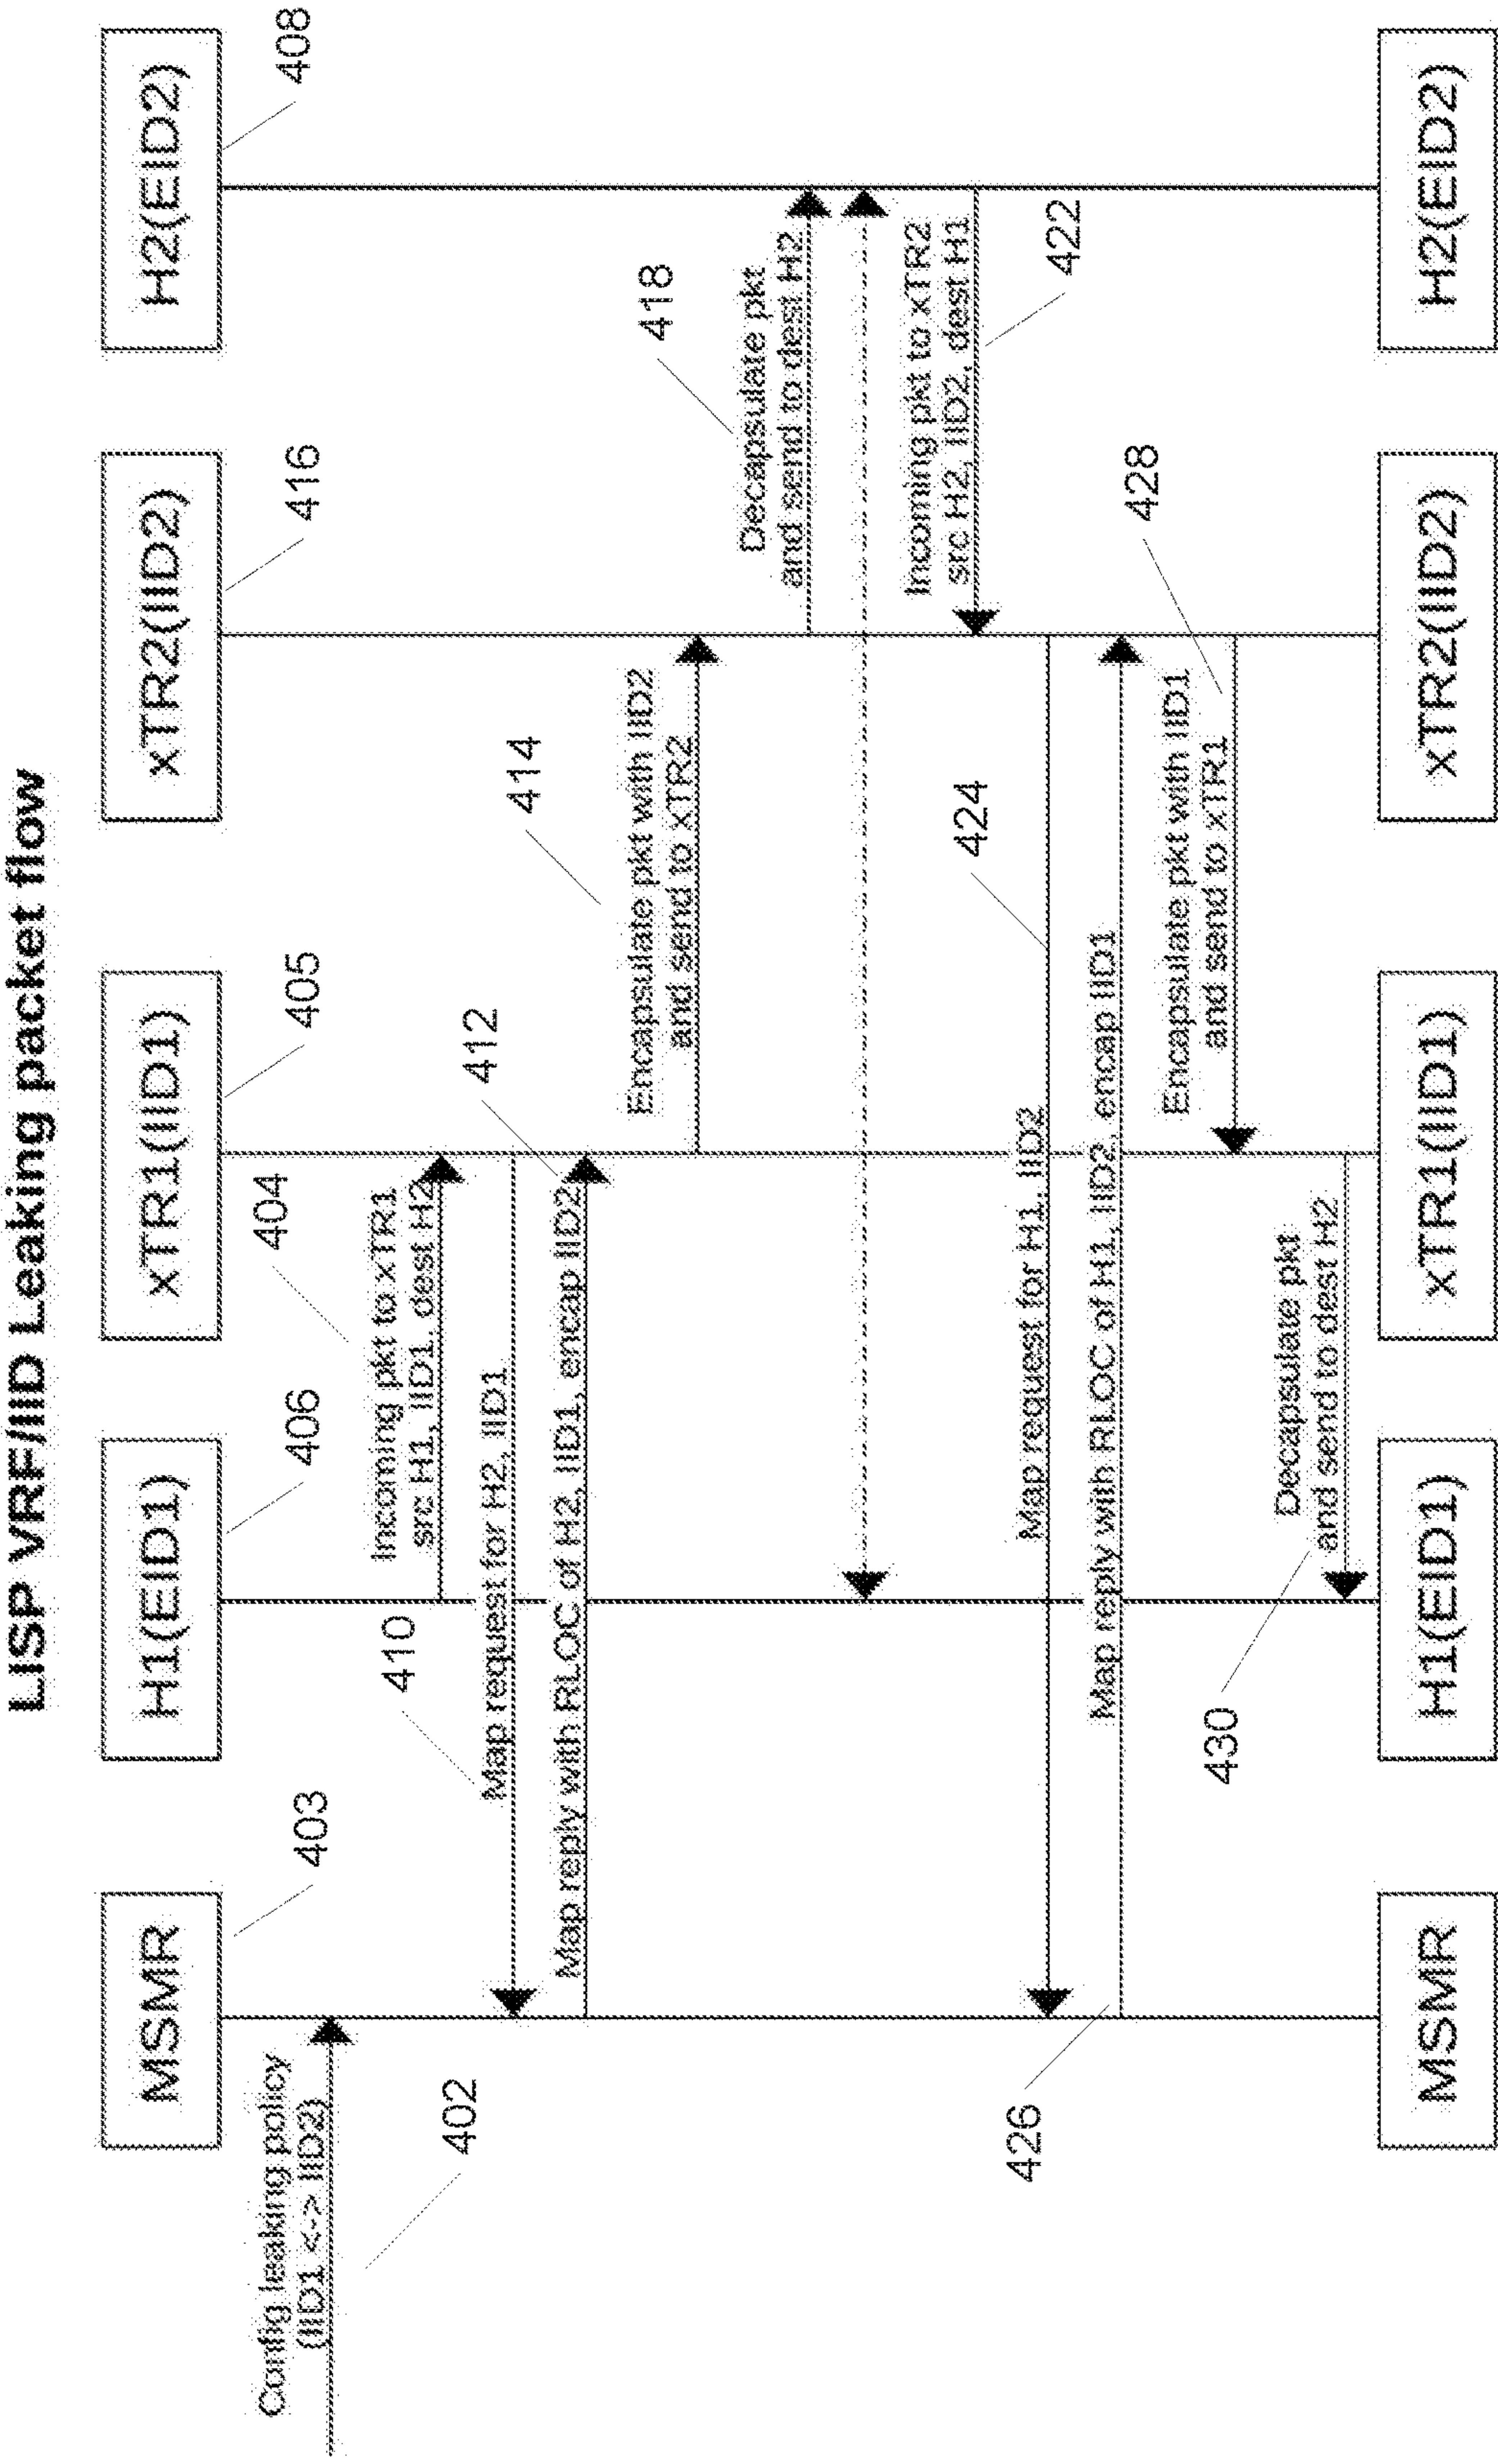 LISP VRF/IID Leaking packet flow
MSMR
H1(EID1)
xTR1(IID1)
xTR2(IID2)
H2(EID2)
403
406
405
416
408
Config leaking policy
(IID1 <-> IID2)
402
404
Incoming pkt to xTR1
src H1, IID1, dest H2
410
Map request for H2, IID1
412
Map reply with RLOC of H2, IID1, encap IID2
414
Encapsulate pkt with IID2
and send to xTR2
418
Decapsulate pkt
and send to dest H2
Incoming pkt to xTR2
src H2, IID2, dest H1
422
424
Map request for H1, IID2
Map reply with RLOC of H1, IID2, encap IID1
426
428
Encapsulate pkt with IID1
and send to xTR1
Decapsulate pkt
and send to dest H2
430
MSMR
H1(EID1)
xTR1(IID1)
xTR2(IID2)
H2(EID2)